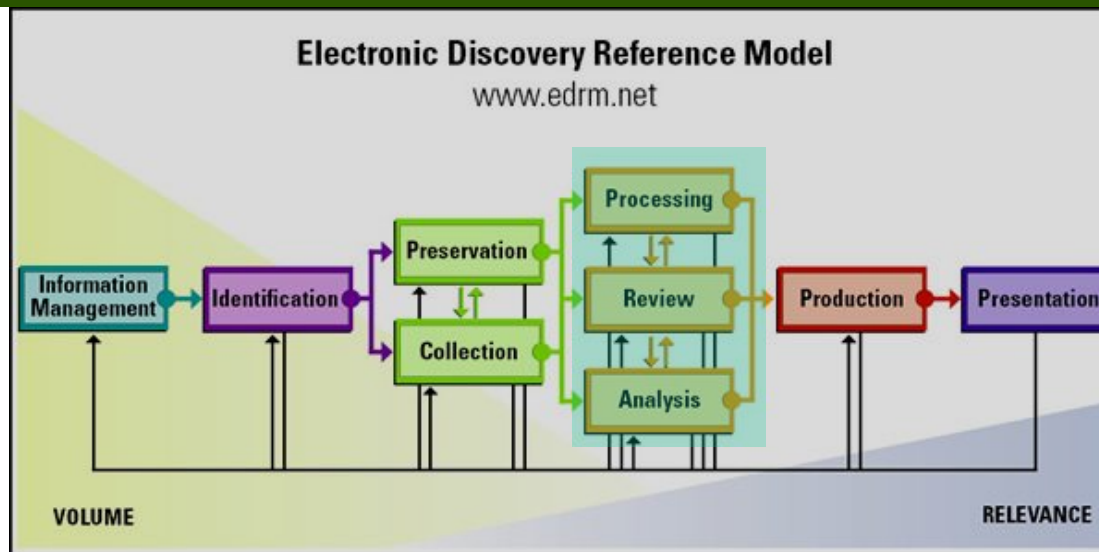 Electronic Discovery Reference Model
www.edrm.net
Information
Management
Identification
Preservation
Collection
Processing
Review
Analysis
Production
Presentation
VOLUME
RELEVANCE